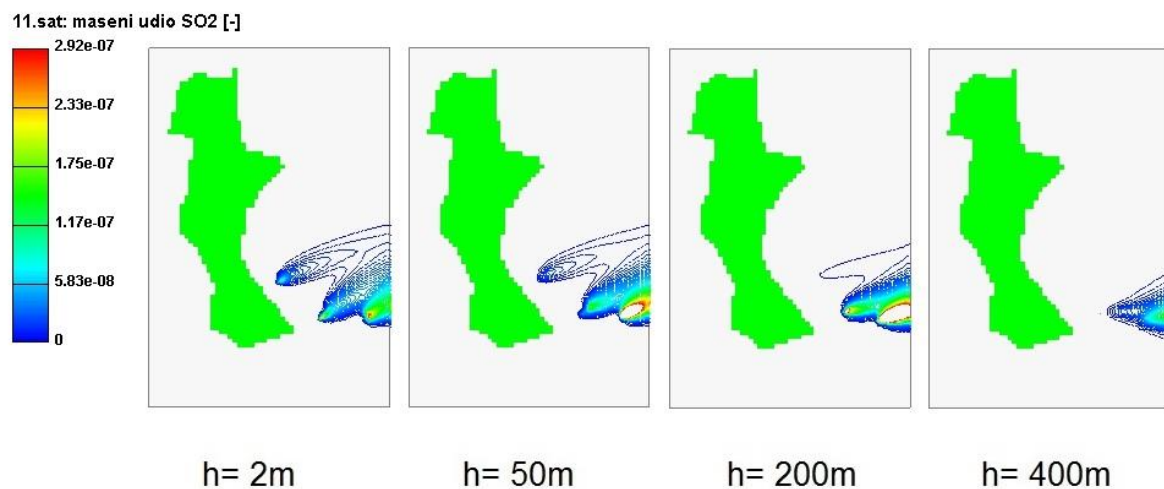 11.sat: maseni udio SO2 [-]
2.92e-07
2.33e-07
1.75e-07
1.17e-07
5.83e-08
0
h= 2m
h= 50m
h= 200m
h= 400m